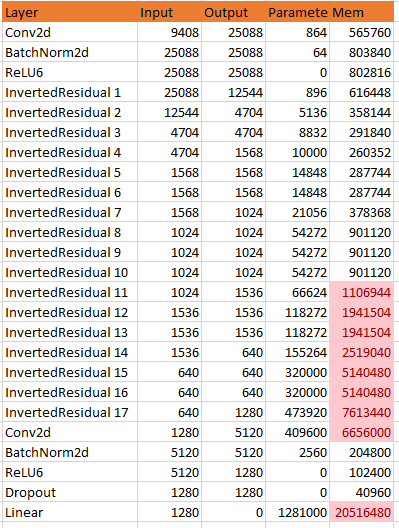 Layer Input Output Paramete Mem
Conv2d 9408 25088 864 565760
BatchNorm2d 25088 25088 64 803840
ReLU6 25088 25088 0 802816
InvertedResidual 1 25088 12544 896 616448
InvertedResidual 2 12544 4704 5136 358144
InvertedResidual 3 4704 4704 8832 291840
InvertedResidual 4 4704 1568 10000 260352
InvertedResidual 5 1568 1568 14848 287744
InvertedResidual 6 1568 1568 14848 287744
InvertedResidual 7 1568 1024 21056 378368
InvertedResidual 8 1024 1024 54272 901120
InvertedResidual 9 1024 1024 54272 901120
InvertedResidual 10 1024 1024 54272 901120
InvertedResidual 11 1024 1536 66624 1106944
InvertedResidual 12 1536 1536 118272 1941504
InvertedResidual 13 1536 1536 118272 1941504
InvertedResidual 14 1536 640 155264 2519040
InvertedResidual 15 640 640 320000 5140480
InvertedResidual 16 640 640 320000 5140480
InvertedResidual 17 640 1280 473920 7613440
Conv2d 1280 5120 409600 6656000
BatchNorm2d 5120 5120 2560 204800
ReLU6 5120 1280 0 102400
Dropout 1280 1280 0 40960
Linear 1280 0 1281000 20516480